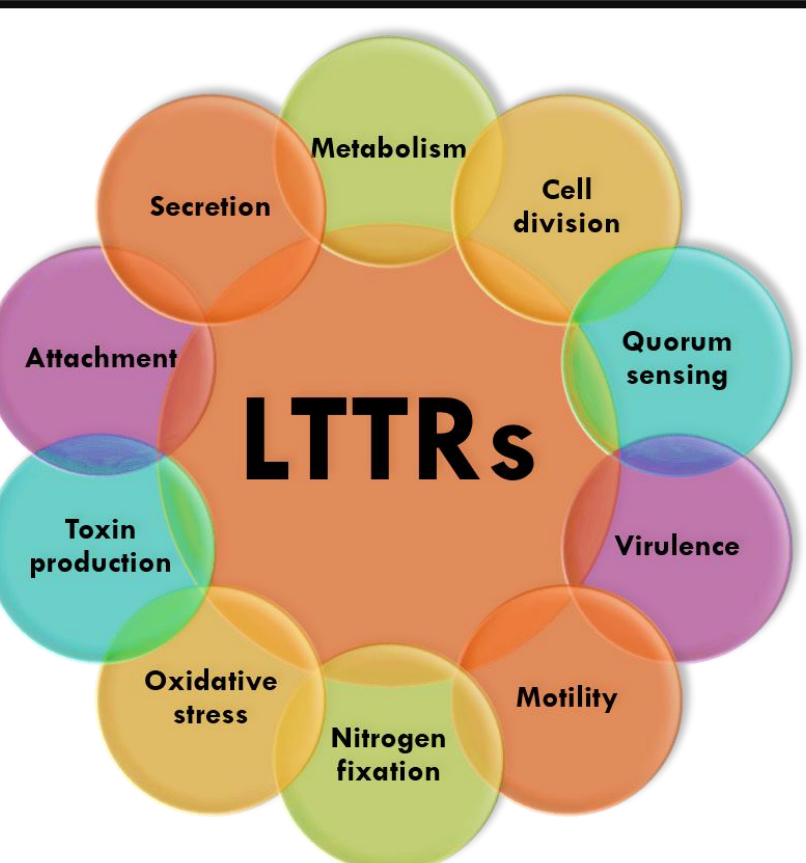 Metabolism
Cell
division
Quorum
sensing
Virulence
Motility
Nitrogen
fixation
Oxidative
stress
Toxin
production
Attachment
Secretion
LTTRs